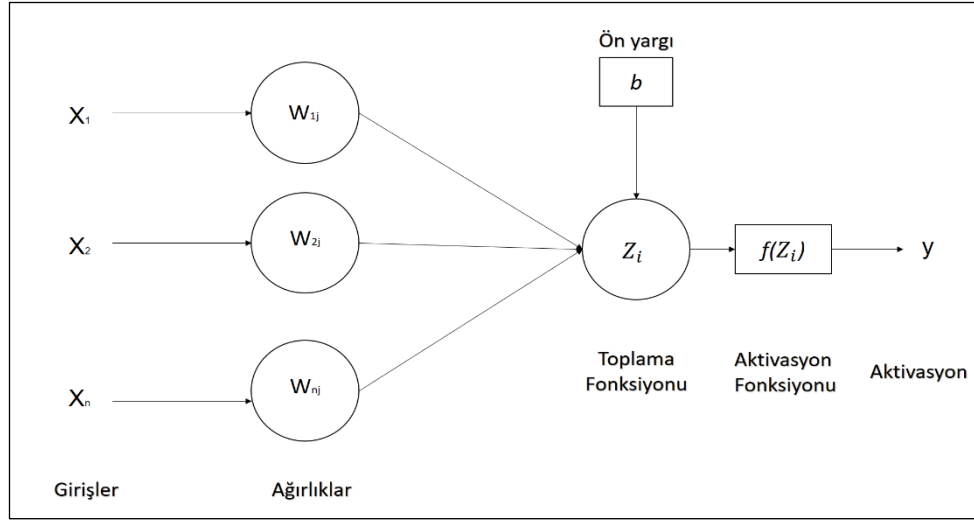 Ön yargı
b
X₁
W₁ⱼ
X₂
W₂ⱼ
Zᵢ
f(Zᵢ)
y
Xₙ
Wₙⱼ
Toplama
Fonksiyonu
Aktivasyon
Fonksiyonu
Aktivasyon
Girişler
Ağırlıklar